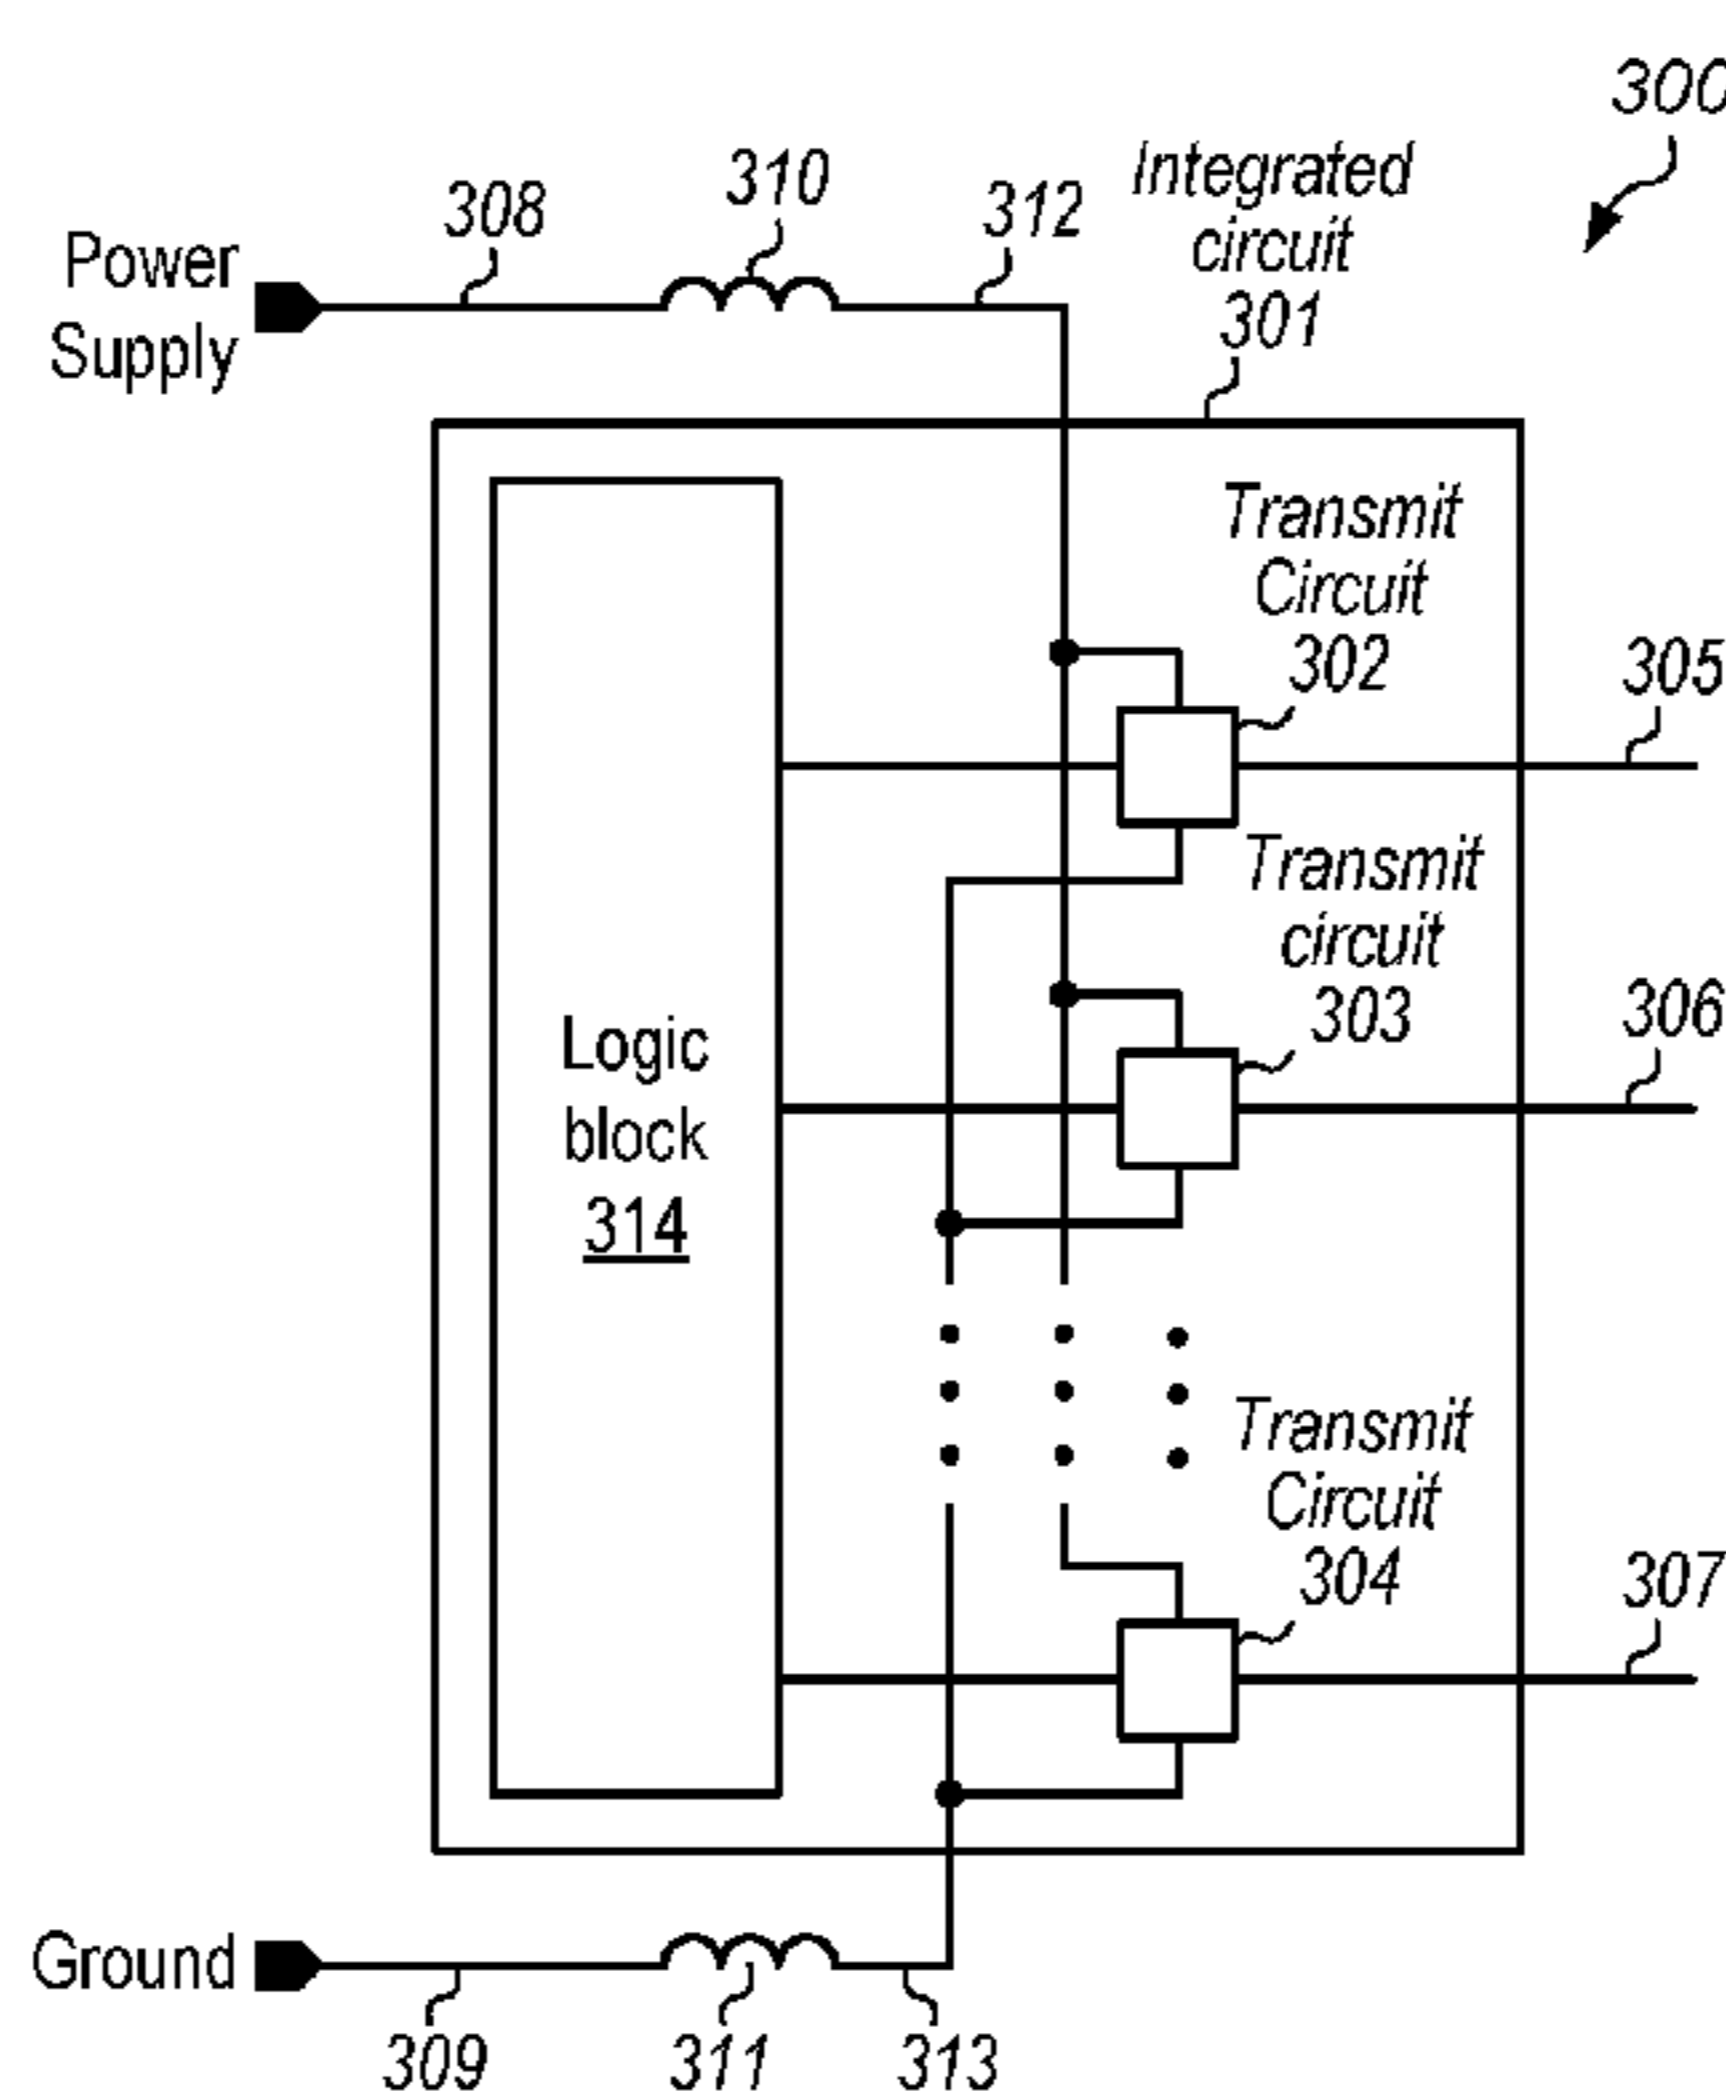 300
Integrated
circuit
301
308
310
312
Power
Supply
Transmit
Circuit
302
305
Transmit
circuit
303
306
Logic
block
314
Transmit
Circuit
304
307
Ground
309
311
313